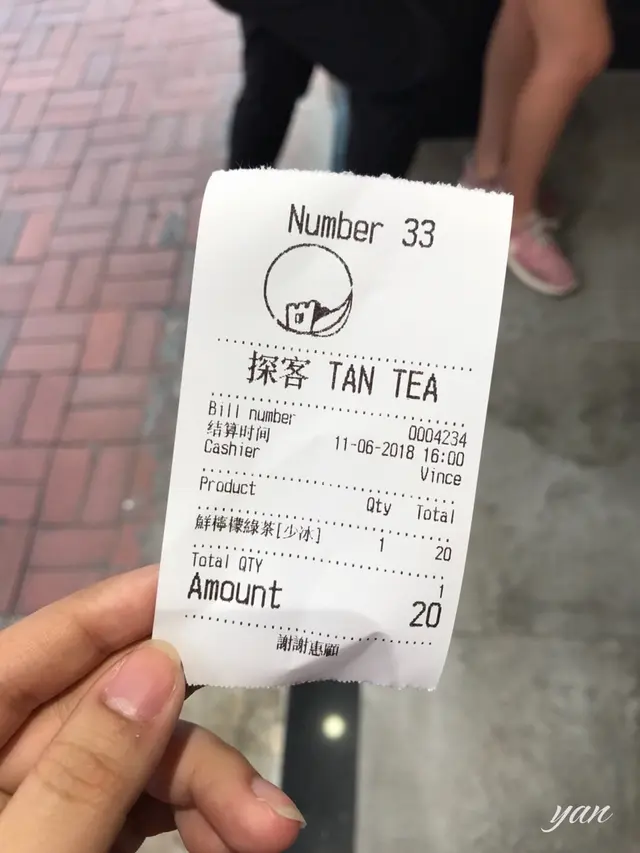 Number 33
探客 TAN TEA
Bill number 0004234
结算时间 11-06-2018 16:00
Cashier Vince
Product Qty Total
鮮檸檬綠茶[少冰] 1 20
Total QTY 1
Amount 20
謝謝惠顧
yan